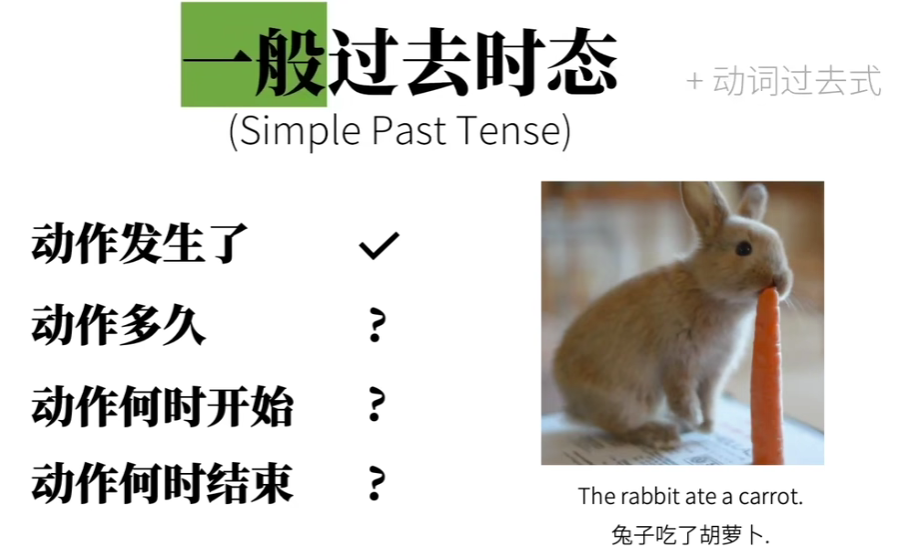 一般过去时态
+ 动词过去式
(Simple Past Tense)
动作发生了 ✓
动作多久 ?
动作何时开始 ?
动作何时结束 ?
The rabbit ate a carrot.
兔子吃了胡萝卜.